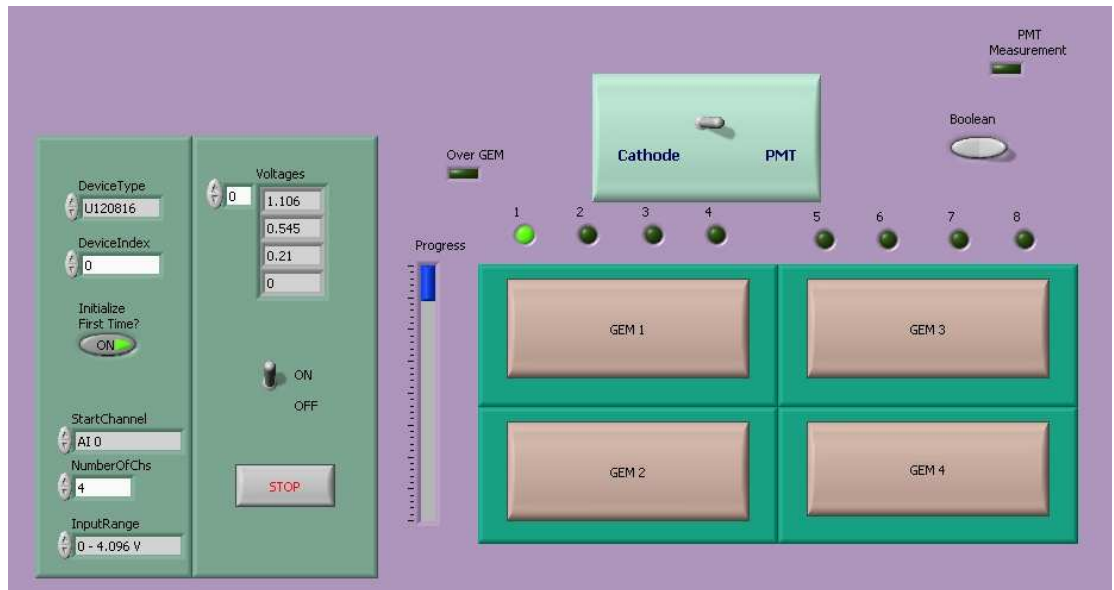 PMT
Measurement
Boolean
Cathode PMT
Over GEM
1 2 3 4 5 6 7 8
Progress
GEM 1
GEM 3
GEM 2
GEM 4
DeviceType
U120816
DeviceIndex
0
Initialize
First Time?
ON
StartChannel
AI 0
NumberOfChs
4
InputRange
0 - 4.096 V
Voltages
0
1.106
0.545
0.21
0
ON
OFF
STOP